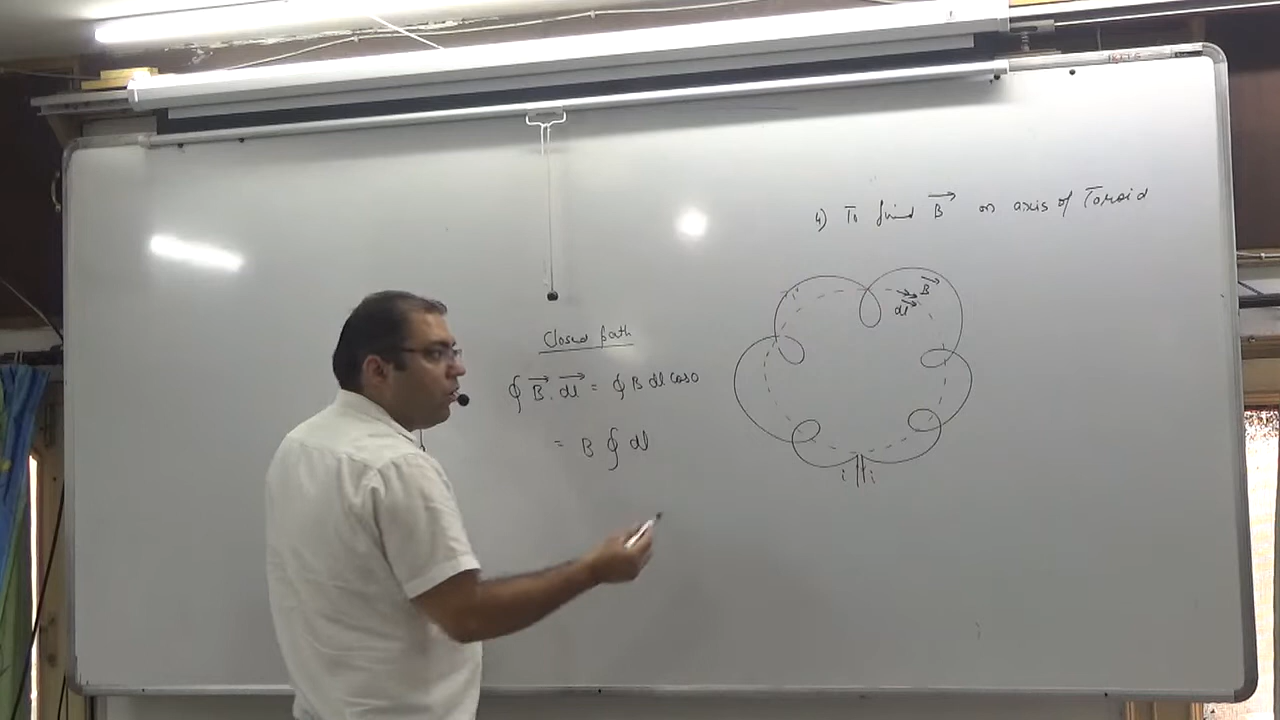 4) To find B⃗ on axis of Toroid
B⃗
dl⃗
Closed path
∮ B⃗ . dl⃗ = ∮ B dl cos0
= B ∮ dl
i i